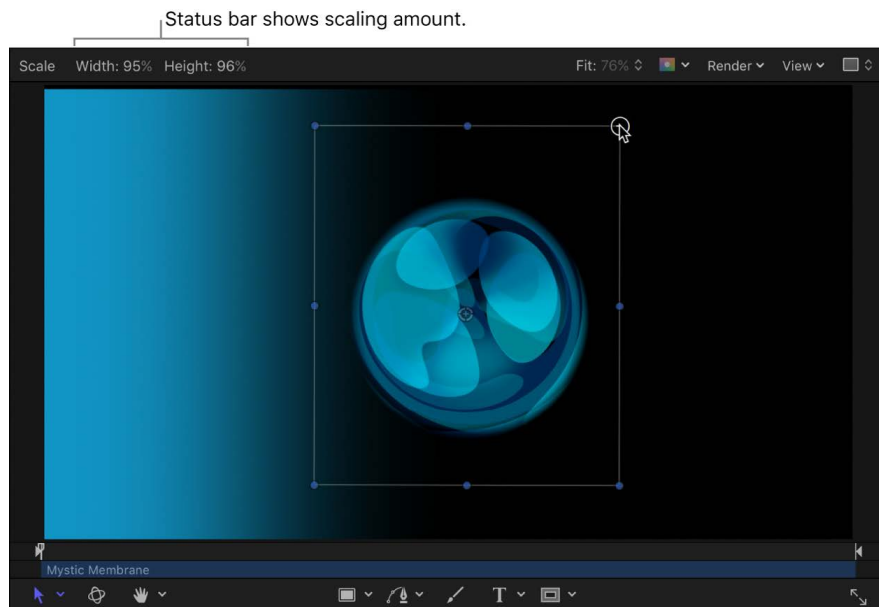 Status bar shows scaling amount.
Scale Width: 95% Height: 96% Fit: 76% Render View
Mystic Membrane
T